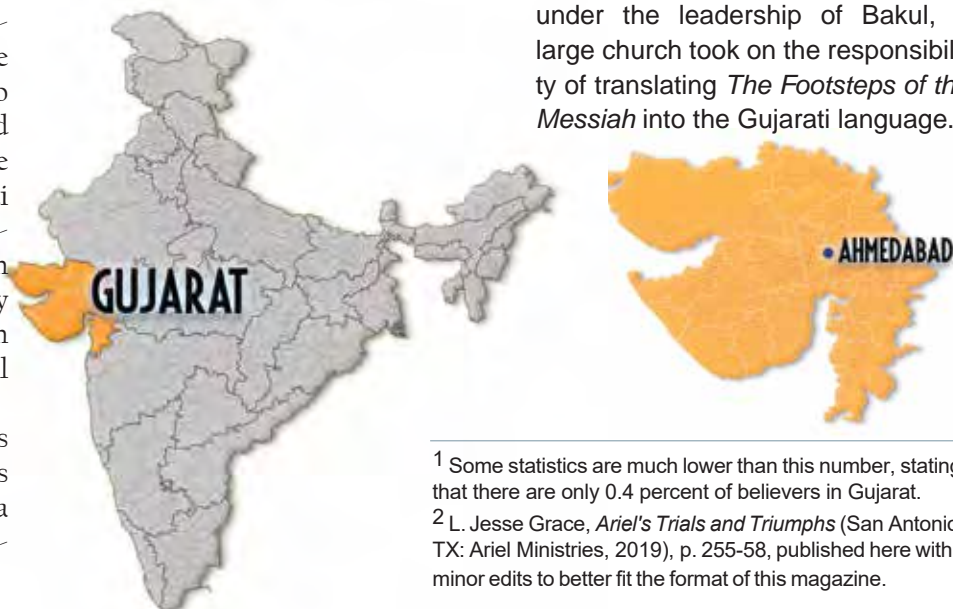 under the leadership of Bakul,
large church took on the responsibil
ty of translating The Footsteps of th
Messiah into the Gujarati language.
GUJARAT
AHMEDABAD
1 Some statistics are much lower than this number, stating
that there are only 0.4 percent of believers in Gujarat.
2 L. Jesse Grace, Ariel's Trials and Triumphs (San Antonio
TX: Ariel Ministries, 2019), p. 255-58, published here with
minor edits to better fit the format of this magazine.